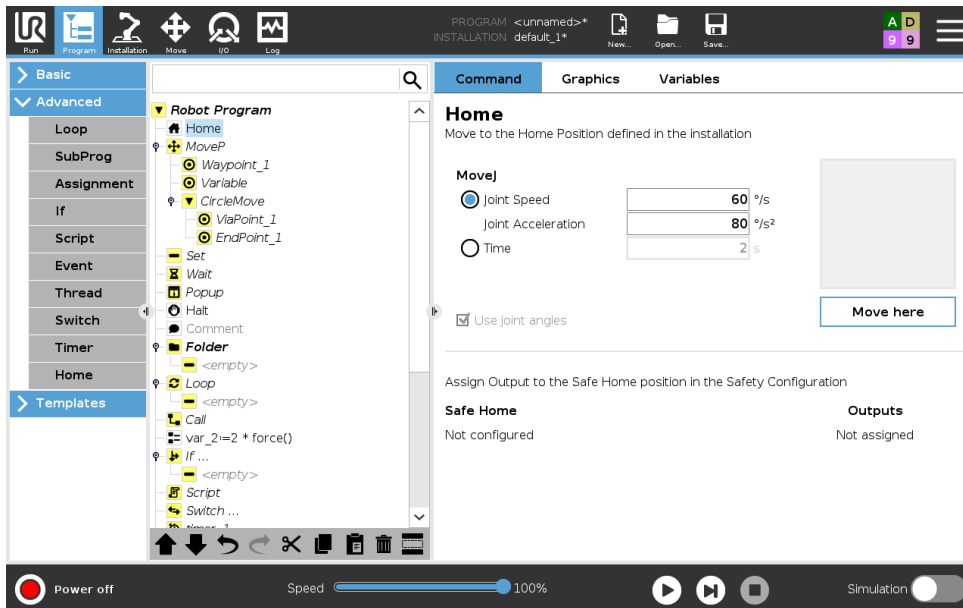 PROGRAM <unnamed>*
INSTALLATION default_1*
UR
Run
Program
Installation
Move
I/O
Log
New...
Open...
Save...
A D
9 9
Basic
Advanced
Loop
SubProg
Assignment
If
Script
Event
Thread
Switch
Timer
Home
Templates
Robot Program
Home
MoveP
Waypoint_1
Variable
CircleMove
ViaPoint_1
EndPoint_1
Set
Wait
Popup
Halt
Comment
Folder
<empty>
Loop
<empty>
Call
var_2:=2 * force()
If ...
<empty>
Script
Switch ...
timer_1
Command Graphics Variables
Home
Move to the Home Position defined in the installation
MoveJ
Joint Speed 60 °/s
Joint Acceleration 80 °/s²
Time 2 s
Use joint angles
Move here
Assign Output to the Safe Home position in the Safety Configuration
Safe Home Outputs
Not configured Not assigned
Power off
Speed 100%
Simulation